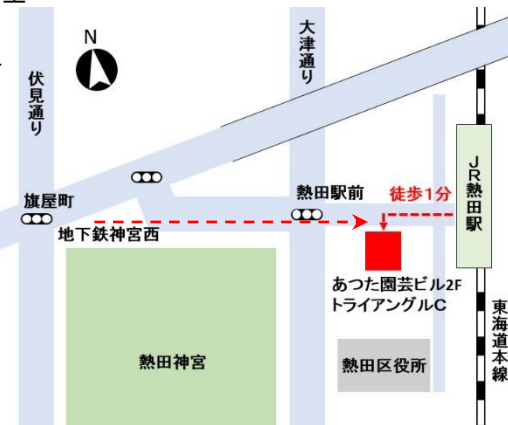 N
大津通り
伏見通り
旗屋町
熱田駅前
徒歩1分
JR熱田駅
地下鉄神宮西
あつた園芸ビル2F
トライアングルC
東海道本線
熱田神宮
熱田区役所